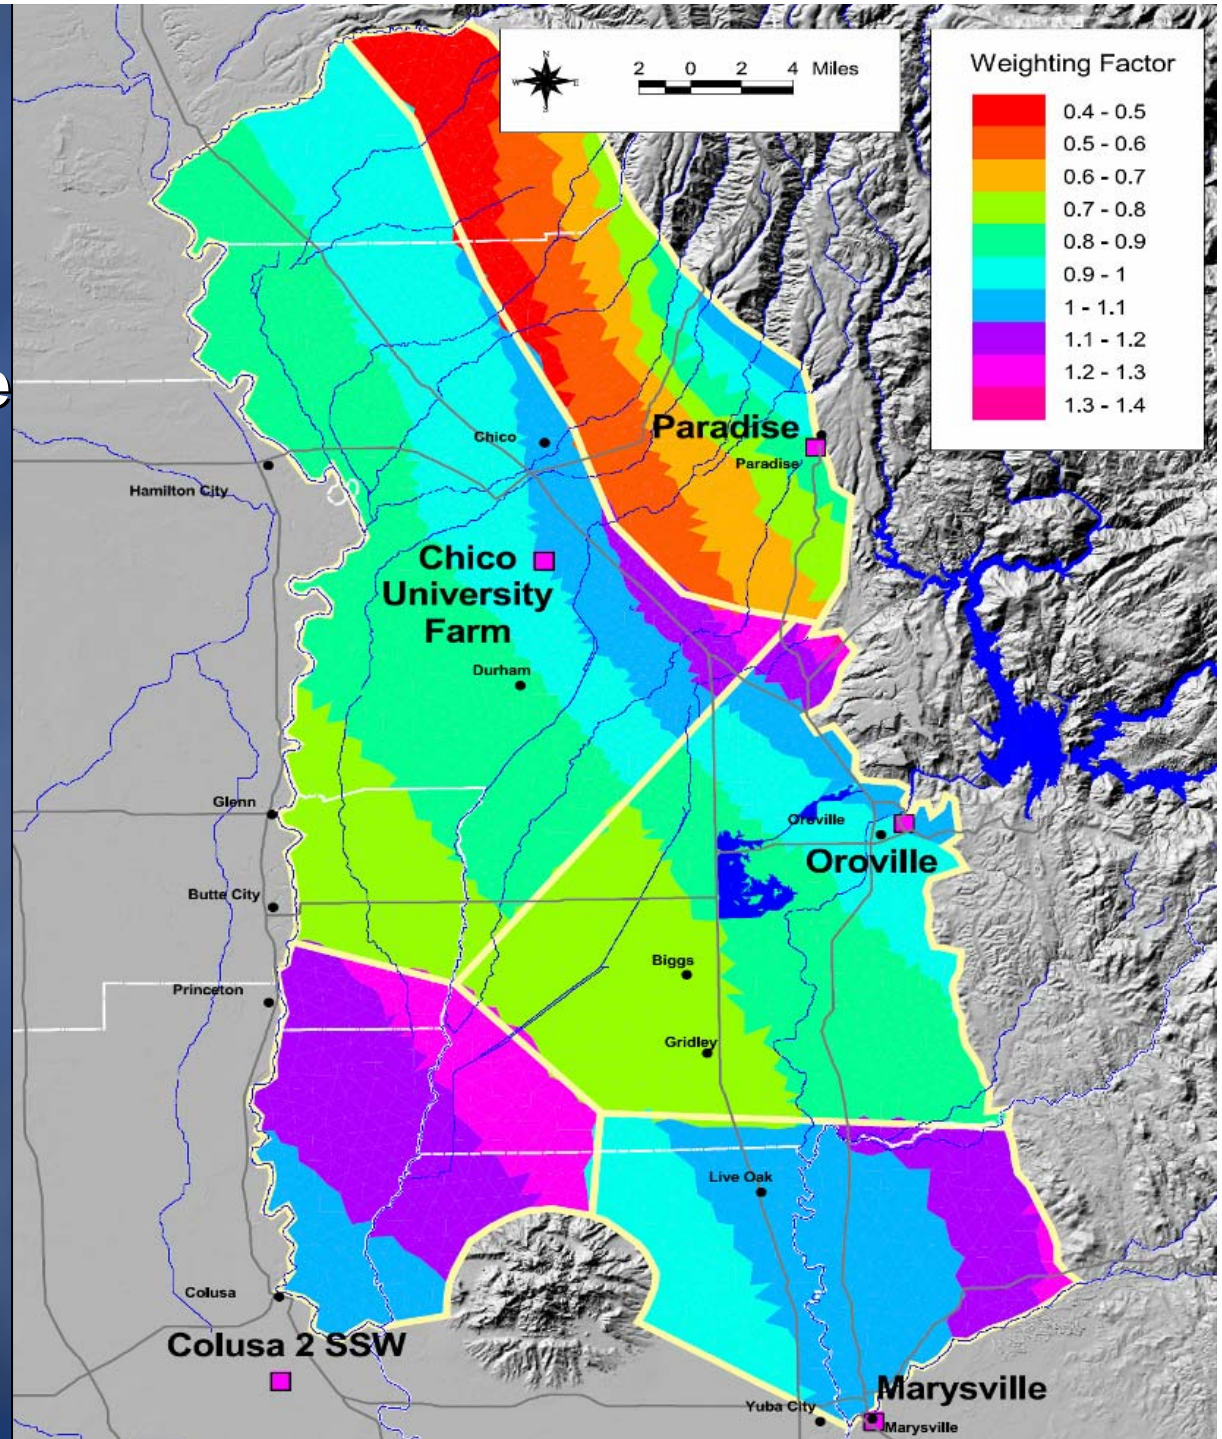 N
W E
S
2 0 2 4 Miles
Weighting Factor
0.4 - 0.5
0.5 - 0.6
0.6 - 0.7
0.7 - 0.8
0.8 - 0.9
0.9 - 1
1 - 1.1
1.1 - 1.2
1.2 - 1.3
1.3 - 1.4
e
Paradise
Chico
Paradise
Hamilton City
Chico
University
Farm
Durham
Glenn
Oroville
Oroville
Butte City
Biggs
Princeton
Gridley
Live Oak
Colusa
Colusa 2 SSW
Marysville
Yuba City
Marysville